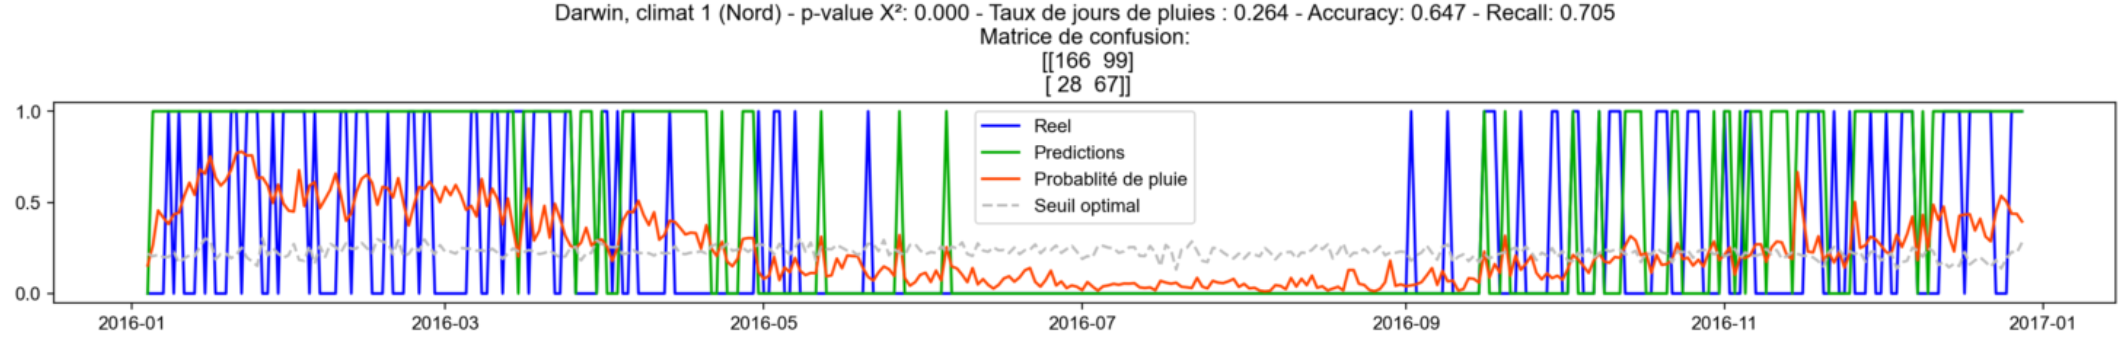 Darwin, climat 1 (Nord) - p-value X²: 0.000 - Taux de jours de pluies : 0.264 - Accuracy: 0.647 - Recall: 0.705
Matrice de confusion:
[[166 99]
[ 28 67]]
1.0
0.5
0.0
Reel
Predictions
Probablité de pluie
Seuil optimal
2016-01
2016-03
2016-05
2016-07
2016-09
2016-11
2017-01